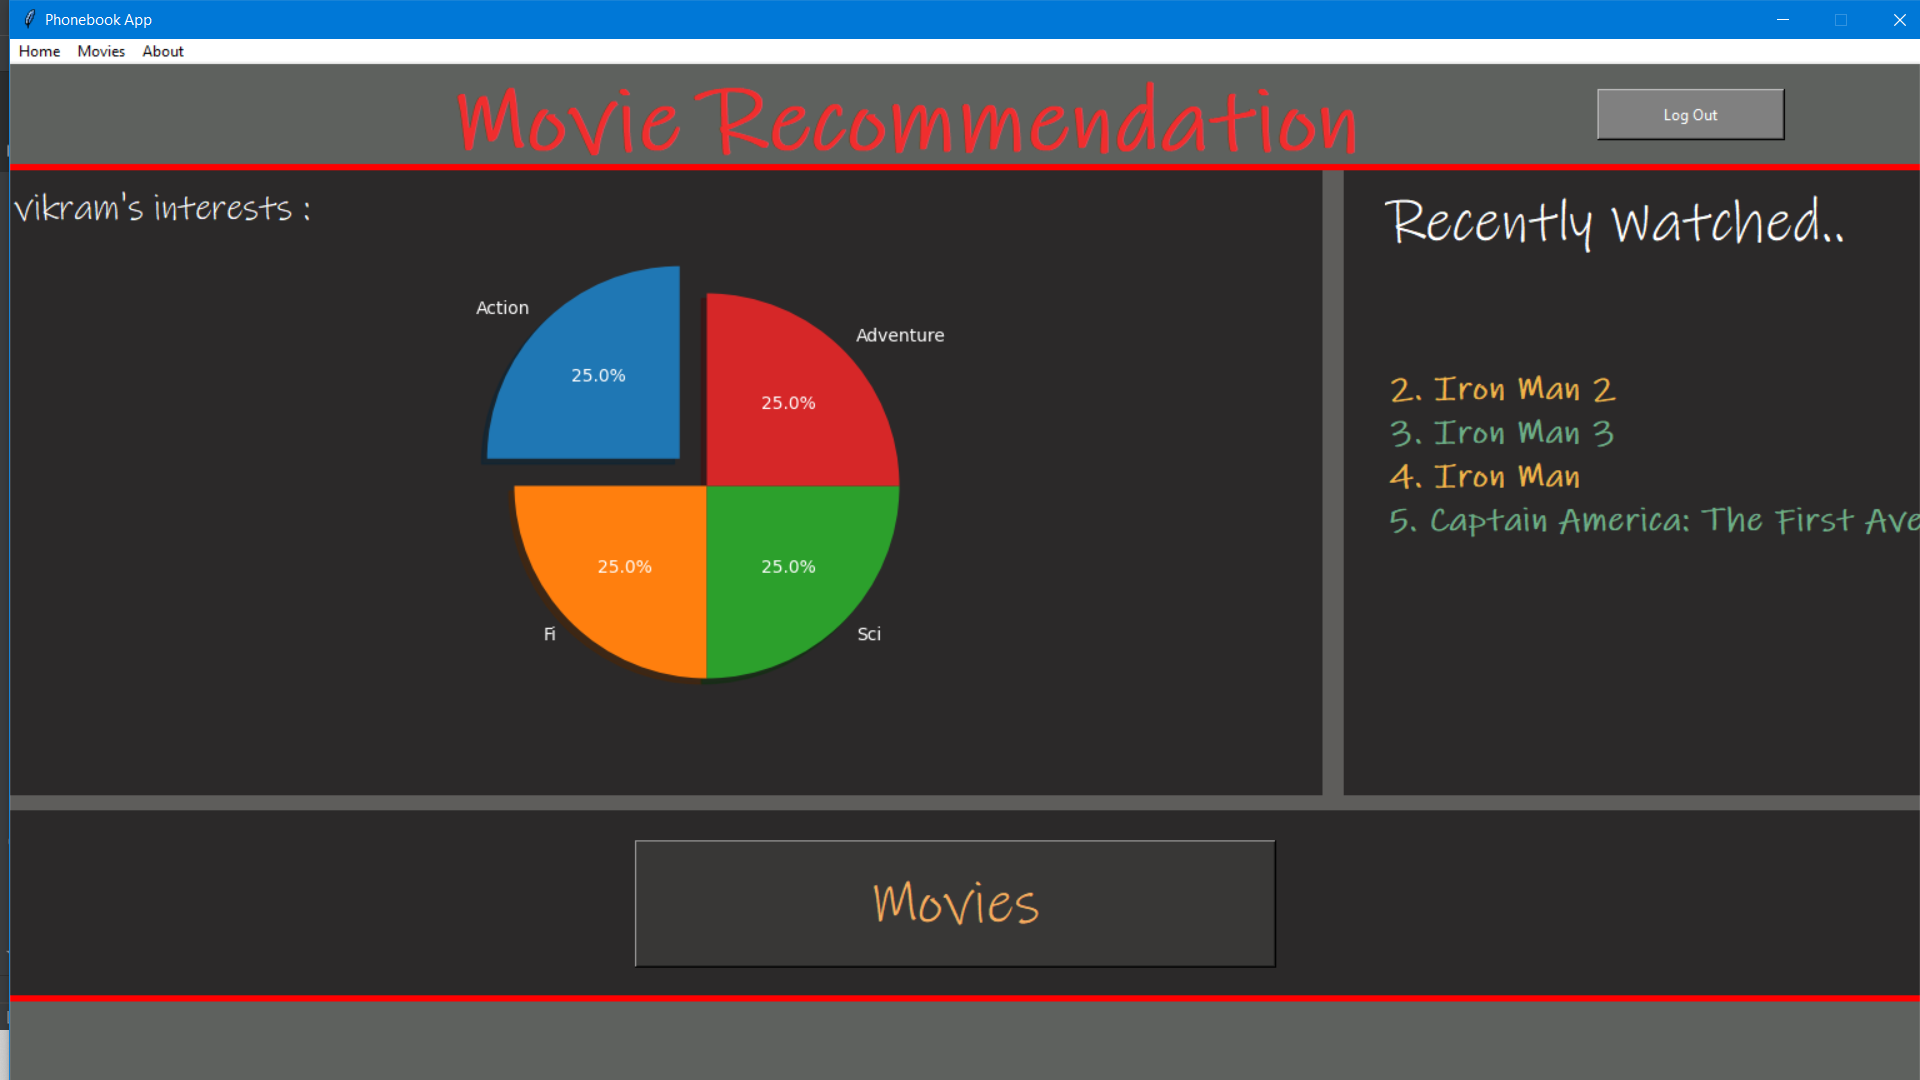 Phonebook App
Home Movies About
Movie Recommendation
Log Out
vikram's interests :
Action
25.0%
Adventure
25.0%
25.0%
Fi
25.0%
Sci
Recently Watched..
2. Iron Man 2
3. Iron Man 3
4. Iron Man
5. Captain America: The First Ave
Movies